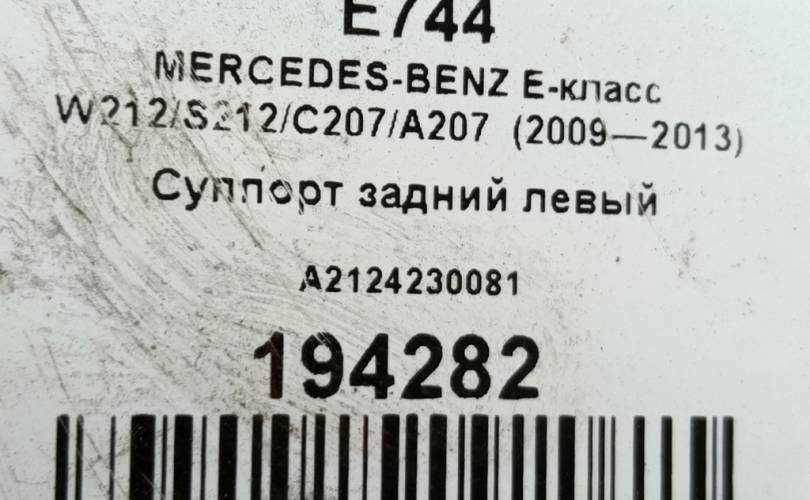 E744
MERCEDES-BENZ E-класс
W212/S212/C207/A207 (2009—2013)
Суппорт задний левый
A2124230081
194282